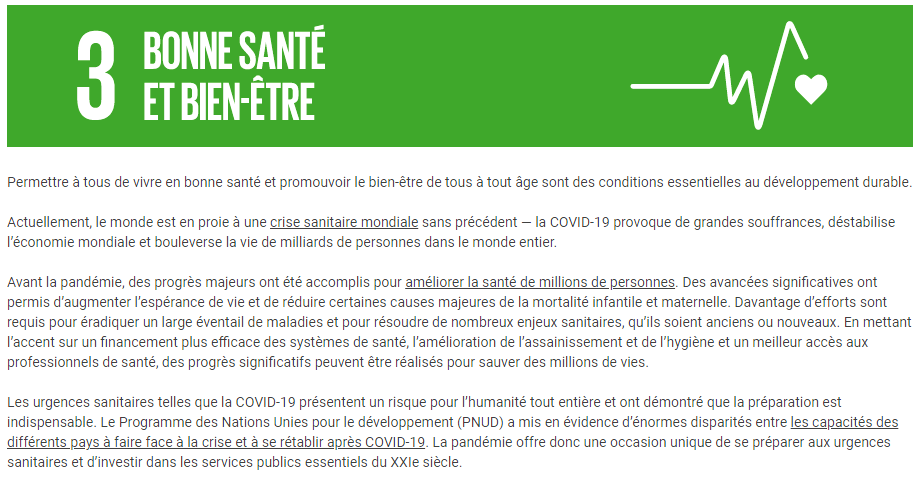 3 BONNE SANTÉ
ET BIEN-ÊTRE
Permettre à tous de vivre en bonne santé et promouvoir le bien-être de tous à tout âge sont des conditions essentielles au développement durable.
Actuellement, le monde est en proie à une crise sanitaire mondiale sans précédent — la COVID-19 provoque de grandes souffrances, déstabilise
l’économie mondiale et bouleverse la vie de milliards de personnes dans le monde entier.
Avant la pandémie, des progrès majeurs ont été accomplis pour améliorer la santé de millions de personnes. Des avancées significatives ont
permis d’augmenter l’espérance de vie et de réduire certaines causes majeures de la mortalité infantile et maternelle. Davantage d’efforts sont
requis pour éradiquer un large éventail de maladies et pour résoudre de nombreux enjeux sanitaires, qu’ils soient anciens ou nouveaux. En mettant
l’accent sur un financement plus efficace des systèmes de santé, l’amélioration de l’assainissement et de l’hygiène et un meilleur accès aux
professionnels de santé, des progrès significatifs peuvent être réalisés pour sauver des millions de vies.
Les urgences sanitaires telles que la COVID-19 présentent un risque pour l’humanité tout entière et ont démontré que la préparation est
indispensable. Le Programme des Nations Unies pour le développement (PNUD) a mis en évidence d’énormes disparités entre les capacités des
différents pays à faire face à la crise et à se rétablir après COVID-19. La pandémie offre donc une occasion unique de se préparer aux urgences
sanitaires et d’investir dans les services publics essentiels du XXIe siècle.